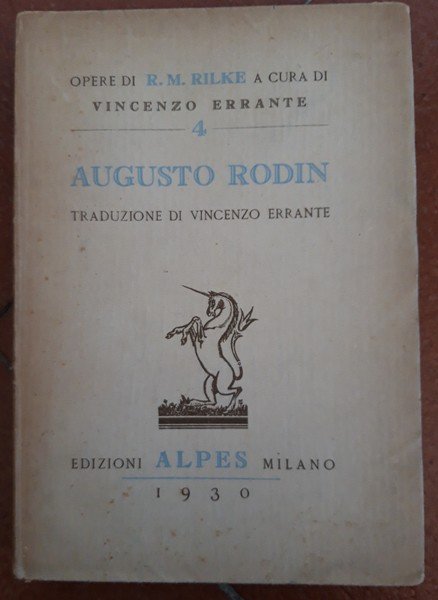 OPERE DI R. M. RILKE A CURA DI
VINCENZO ERRANTE
4
AUGUSTO RODIN
TRADUZIONE DI VINCENZO ERRANTE
EDIZIONI ALPES MILANO
1930